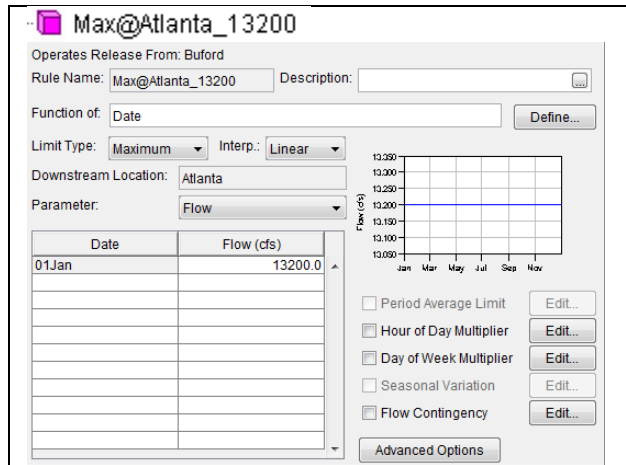 Max@Atlanta_13200
Operates Release From: Buford
Rule Name: Max@Atlanta_13200 Description: ...
Function of: Date Define...
Limit Type: Maximum Interp.: Linear
Downstream Location: Atlanta
Parameter: Flow
Date Flow (cfs)
01Jan 13200.0
Flow (cfs)
13,350
13,300
13,250
13,200
13,150
13,100
13,050
Jan Mar May Jul Sep Nov
Period Average Limit Edit...
Hour of Day Multiplier Edit...
Day of Week Multiplier Edit...
Seasonal Variation Edit...
Flow Contingency Edit...
Advanced Options